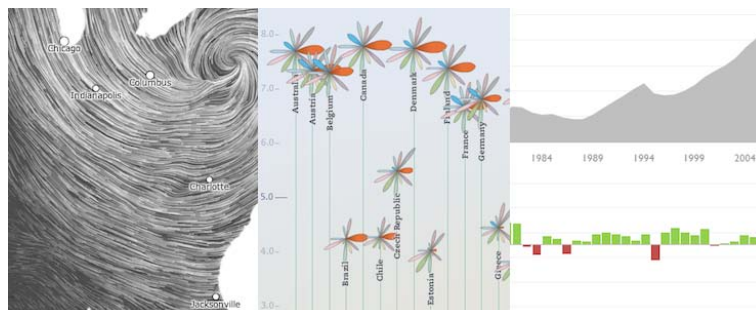 Chicago
Indianapolis
Columbus
Charlotte
Jacksonville
8.0
7.0
6.0
5.0
4.0
3.0
Austria
Belgium
Canada
Denmark
Finland
France
Germany
Brazil
Chile
Czech Republic
Estonia
Greece
1984
1989
1994
1999
2004